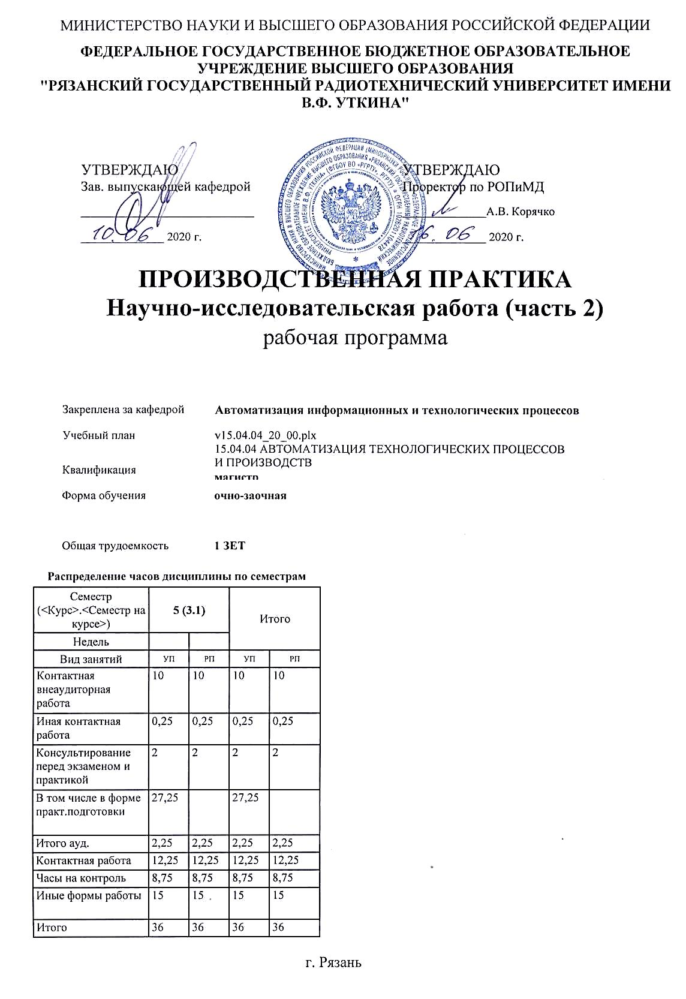 МИНИСТЕРСТВО НАУКИ И ВЫСШЕГО ОБРАЗОВАНИЯ РОССИЙСКОЙ ФЕДЕРАЦИИ
ФЕДЕРАЛЬНОЕ ГОСУДАРСТВЕННОЕ БЮДЖЕТНОЕ ОБРАЗОВАТЕЛЬНОЕ
УЧРЕЖДЕНИЕ ВЫСШЕГО ОБРАЗОВАНИЯ
"РЯЗАНСКИЙ ГОСУДАРСТВЕННЫЙ РАДИОТЕХНИЧЕСКИЙ УНИВЕРСИТЕТ ИМЕНИ
В.Ф. УТКИНА"
УТВЕРЖДАЮ
Зав. выпускающей кафедрой
10.06 2020 г.
УТВЕРЖДАЮ
Проректор по РОПиМД
А.В. Корячко
16.06 2020 г.
ПРОИЗВОДСТВЕННАЯ ПРАКТИКА
Научно-исследовательская работа (часть 2)
рабочая программа
Закреплена за кафедрой Автоматизация информационных и технологических процессов
Учебный план v15.04.04_20_00.plx
15.04.04 АВТОМАТИЗАЦИЯ ТЕХНОЛОГИЧЕСКИХ ПРОЦЕССОВ
И ПРОИЗВОДСТВ
Квалификация магистр
Форма обучения очно-заочная
Общая трудоемкость 1 ЗЕТ
Распределение часов дисциплины по семестрам
Семестр
(<Курс>.<Семестр на
курсе>) 5 (3.1) Итого
Недель
Вид занятий УП РП УП РП
Контактная 10 10 10 10
внеаудиторная
работа
Иная контактная 0,25 0,25 0,25 0,25
работа
Консультирование 2 2 2 2
перед экзаменом и
практикой
В том числе в форме 27,25 27,25
практ.подготовки
Итого ауд. 2,25 2,25 2,25 2,25
Контактная работа 12,25 12,25 12,25 12,25
Часы на контроль 8,75 8,75 8,75 8,75
Иные формы работы 15 15 15 15
Итого 36 36 36 36
г. Рязань